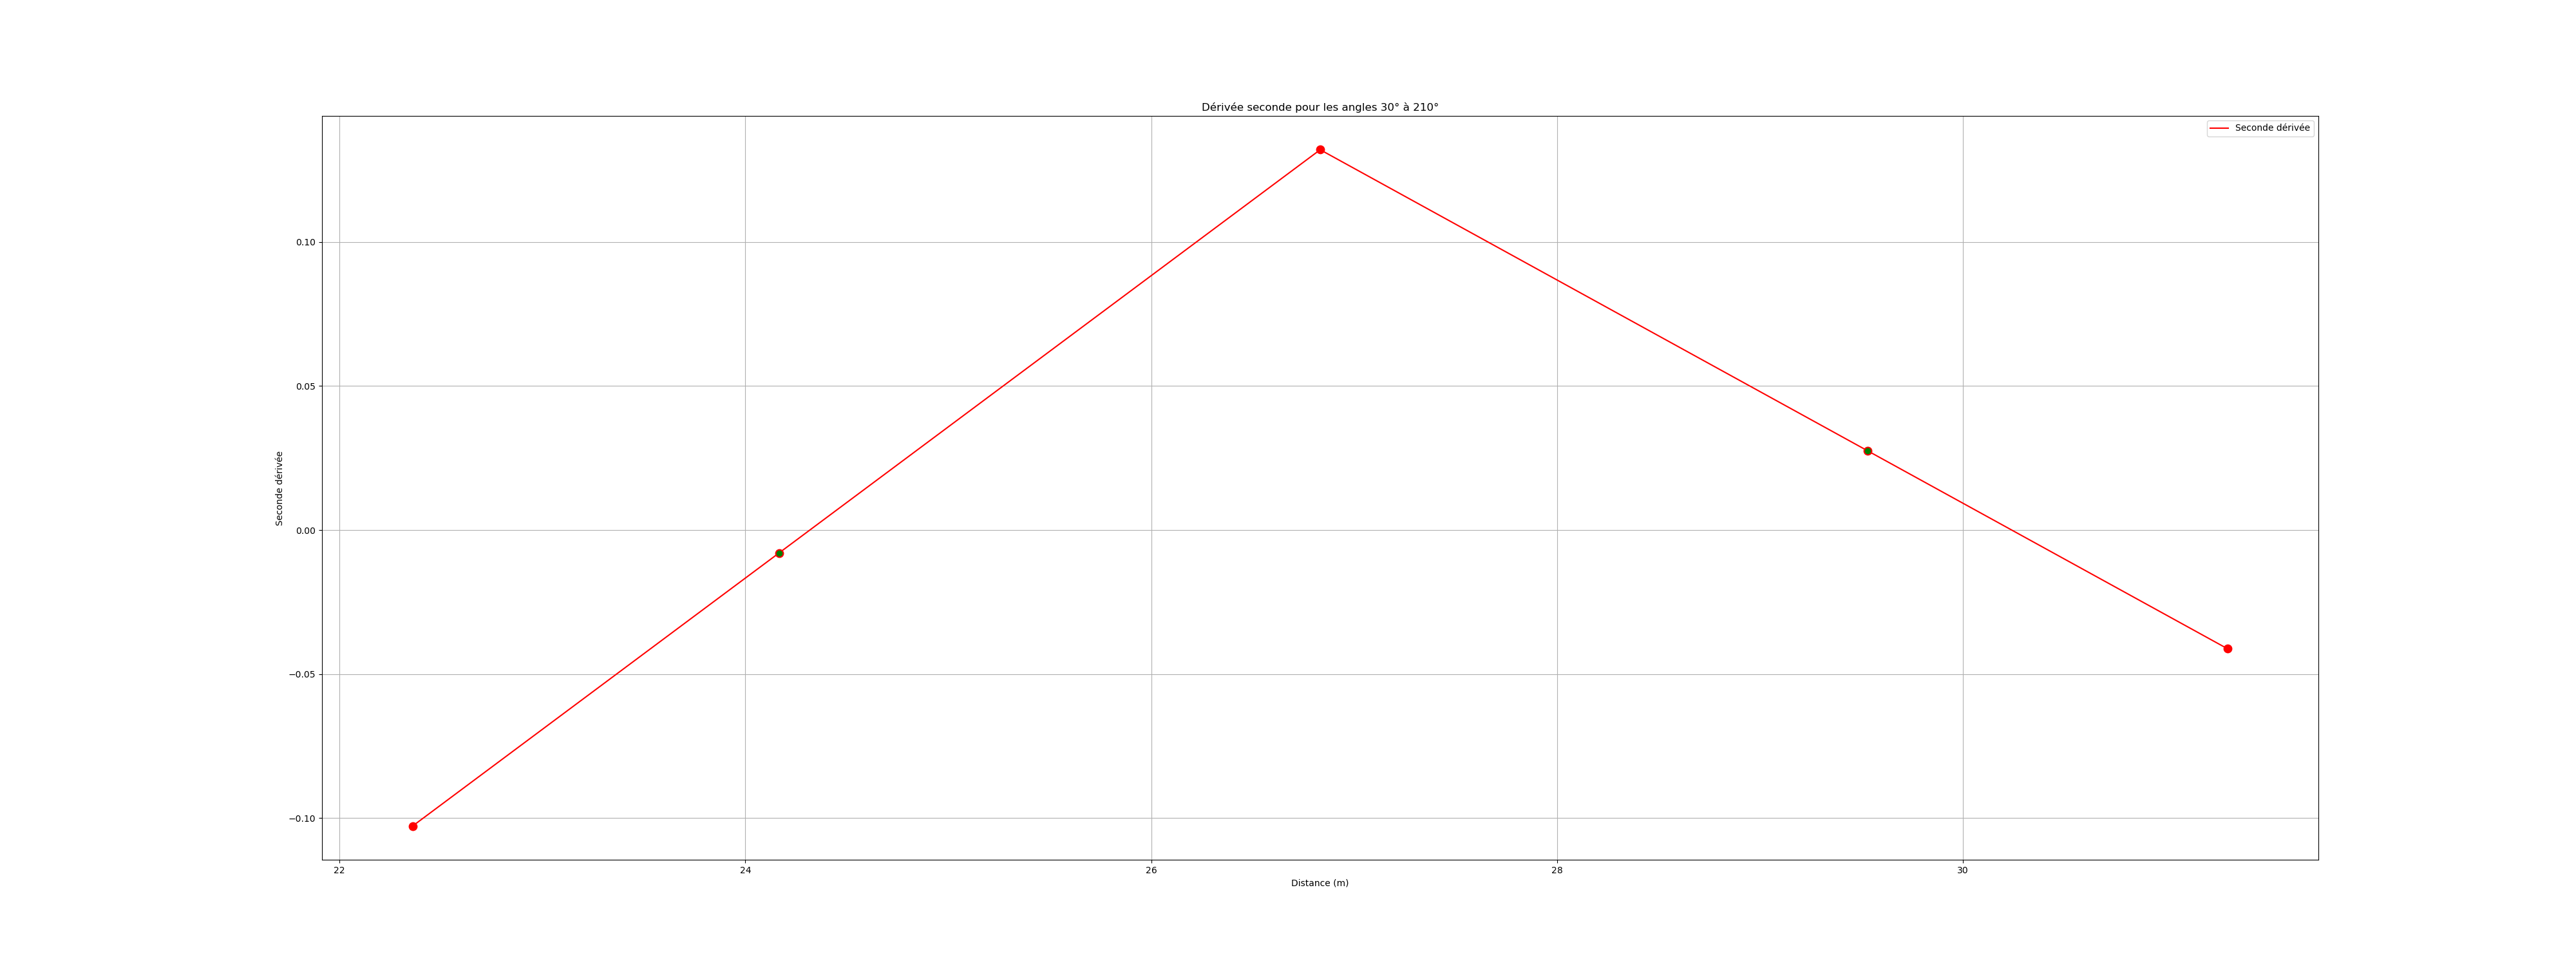 Dérivée seconde pour les angles 30° à 210°
Seconde dérivée
0.10
0.05
0.00
−0.05
−0.10
Seconde dérivée
22
24
26
28
30
Distance (m)